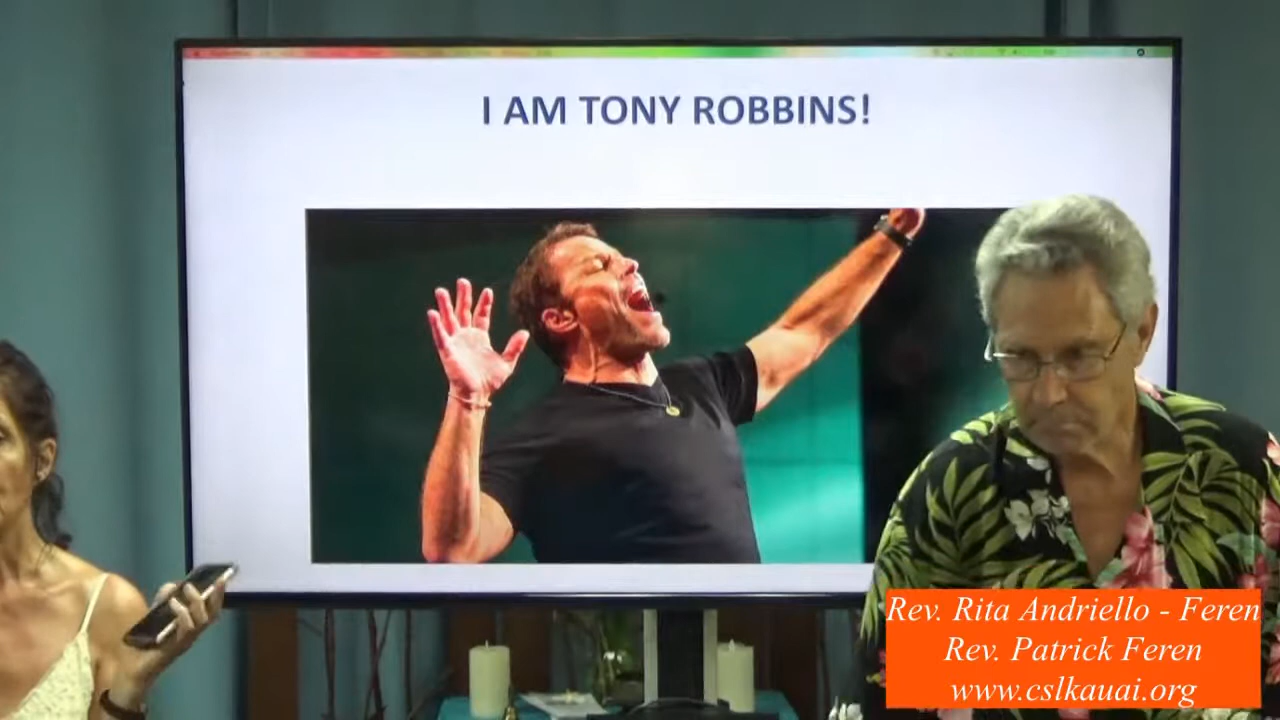 I AM TONY ROBBINS!
Rev. Rita Andriello - Feren
Rev. Patrick Feren
www.cslkauai.org